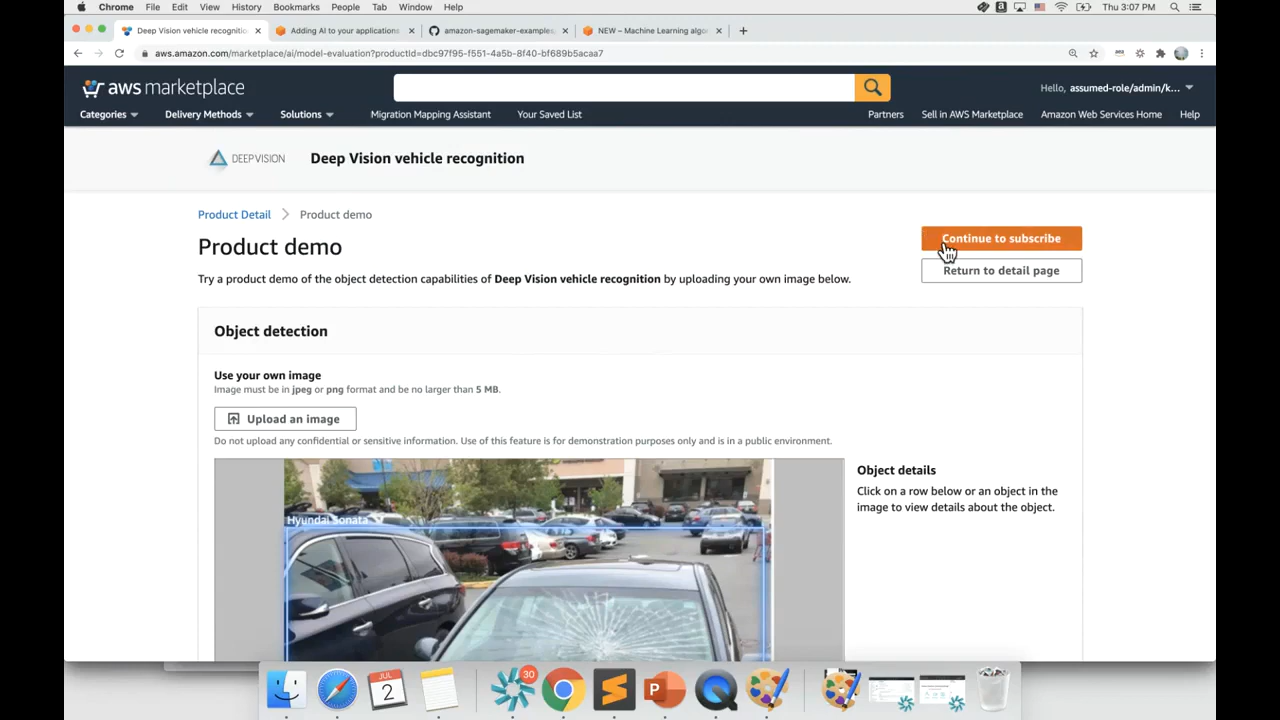 Chrome File Edit View History Bookmarks People Tab Window Help Thu 3:07 PM
Deep Vision vehicle recognitio
Adding AI to your applications
amazon-sagemaker-examples
NEW – Machine Learning algo
aws.amazon.com/marketplace/ai/model-evaluation?productId=dbc97f95-f551-4a5b-8f40-bf689b5acaa7
aws marketplace
Hello, assumed-role/admin/k...
Categories Delivery Methods Solutions Migration Mapping Assistant Your Saved List Partners Sell in AWS Marketplace Amazon Web Services Home Help
DEEPVISION
Deep Vision vehicle recognition
Product Detail Product demo
Product demo
Continue to subscribe
Return to detail page
Try a product demo of the object detection capabilities of Deep Vision vehicle recognition by uploading your own image below.
Object detection
Use your own image
Image must be in jpeg or png format and be no larger than 5 MB.
Upload an image
Do not upload any confidential or sensitive information. Use of this feature is for demonstration purposes only and is in a public environment.
Object details
Click on a row below or an object in the
image to view details about the object.
Hyundai Sonata
30
JUL
2